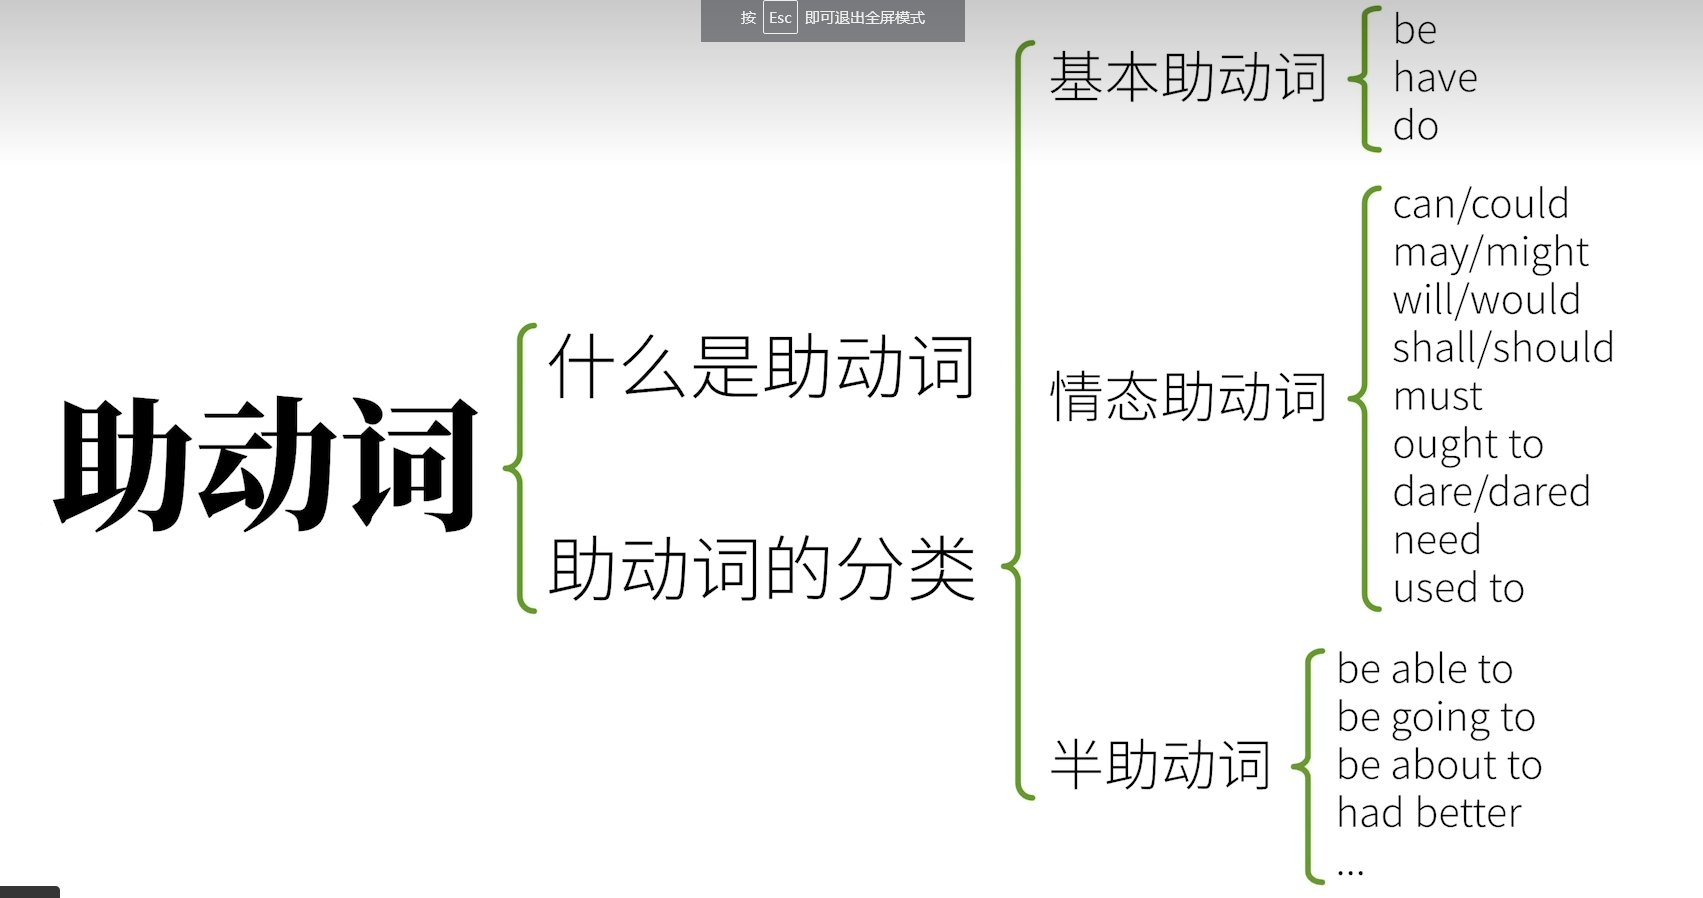 按 Esc 即可退出全屏模式
助动词
什么是助动词
助动词的分类
基本助动词
be
have
do
情态助动词
can/could
may/might
will/would
shall/should
must
ought to
dare/dared
need
used to
半助动词
be able to
be going to
be about to
had better
...